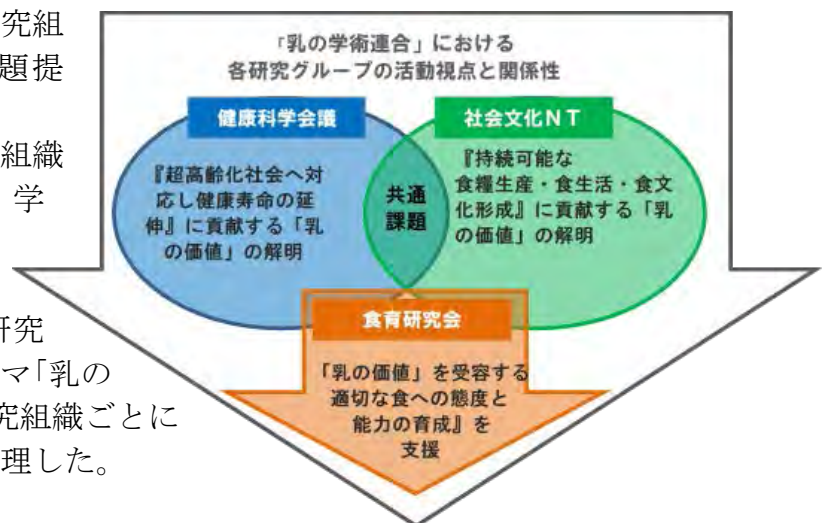 究組
題提
組織
学
研究
マ「乳の
究組織ごとに
理した。
「乳の学術連合」における
各研究グループの活動視点と関係性
健康科学会議
『超高齢化社会へ対
応し健康寿命の延
伸』に貢献する「乳
の価値」の解明
共通
課題
社会文化NT
『持続可能な
食糧生産・食生活・食文
化形成』に貢献する「乳
の価値」の解明
食育研究会
「乳の価値」を受容する
適切な食への態度と
能力の育成』を
支援